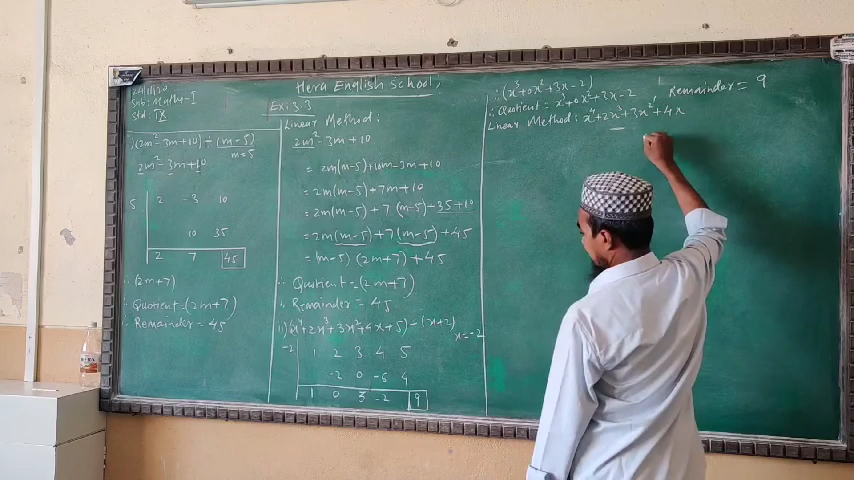 Hera English School,
Sub: Maths-I
Std: IX
Ex: 3.3
i) (2m² - 3m + 10) ÷ (m - 5)
m = 5
2m² - 3m + 10
5 | 2 -3 10
10 35
2 7 45
∴ (2m + 7)
∴ Quotient = (2m + 7)
∴ Remainder = 45
Linear Method:
2m² - 3m + 10
= 2m(m-5) + 10m - 3m + 10
= 2m(m-5) + 7m + 10
= 2m(m-5) + 7 (m-5) + 35 + 10
= 2m(m-5) + 7(m-5) + 45
= (m-5) (2m+7) + 45
∴ Quotient = (2m + 7)
∴ Remainder = 45
ii) (x⁴ + 2x³ + 3x² + 4x + 5) ÷ (x+2)
x = -2
-2 | 1 2 3 4 5
-2 0 -6 4
1 0 3 -2 9
∴ (x³ + 0x² + 3x - 2)
∴ Quotient = x³ + 0x² + 3x - 2, Remainder = 9
Linear Method: x⁴ + 2x³ + 3x² + 4x